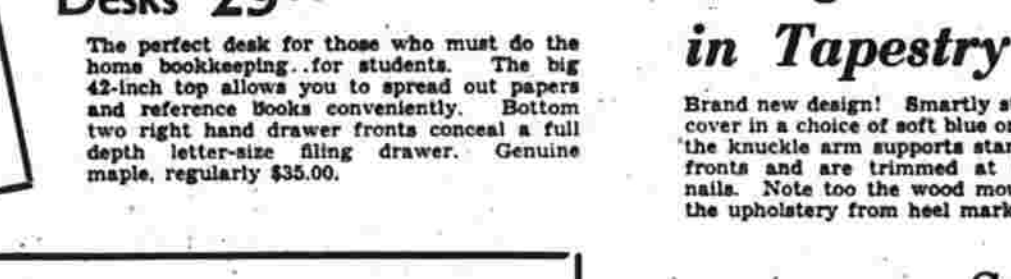 Desks 29
The perfect desk for those who must do the
home bookkeeping..for students. The big
42-inch top allows you to spread out papers
and reference books conveniently. Bottom
two right hand drawer fronts conceal a full
depth letter-size filing drawer. Genuine
maple, regularly $35.00.
in Tapestry
Brand new design! Smartly
cover in a choice of soft blue
the knuckle arm supports
fronts and are trimmed at
nails. Note too the wood
the upholstery from heel